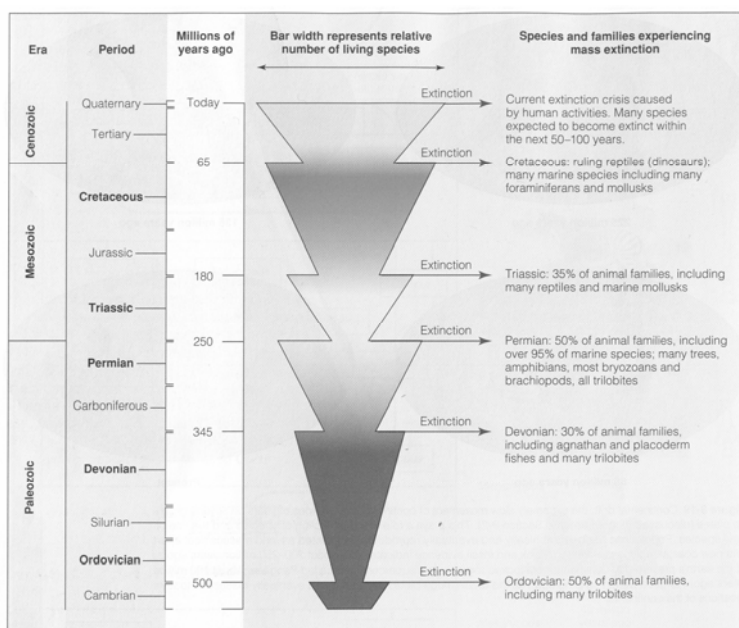 Era
Period
Millions of
years ago
Bar width represents relative
number of living species
Species and families experiencing
mass extinction
Cenozoic
Quaternary
Today
Extinction
Current extinction crisis caused
by human activities. Many species
expected to become extinct within
the next 50–100 years.
Tertiary
65
Extinction
Cretaceous: ruling reptiles (dinosaurs);
many marine species including many
foraminiferans and mollusks
Mesozoic
Cretaceous
Jurassic
180
Extinction
Triassic: 35% of animal families, including
many reptiles and marine mollusks
Triassic
250
Extinction
Permian: 50% of animal families, including
over 95% of marine species; many trees,
amphibians, most bryozoans and
brachiopods, all trilobites
Paleozoic
Permian
Carboniferous
345
Extinction
Devonian: 30% of animal families,
including agnathan and placoderm
fishes and many trilobites
Devonian
Silurian
Ordovician
500
Extinction
Ordovician: 50% of animal families,
including many trilobites
Cambrian